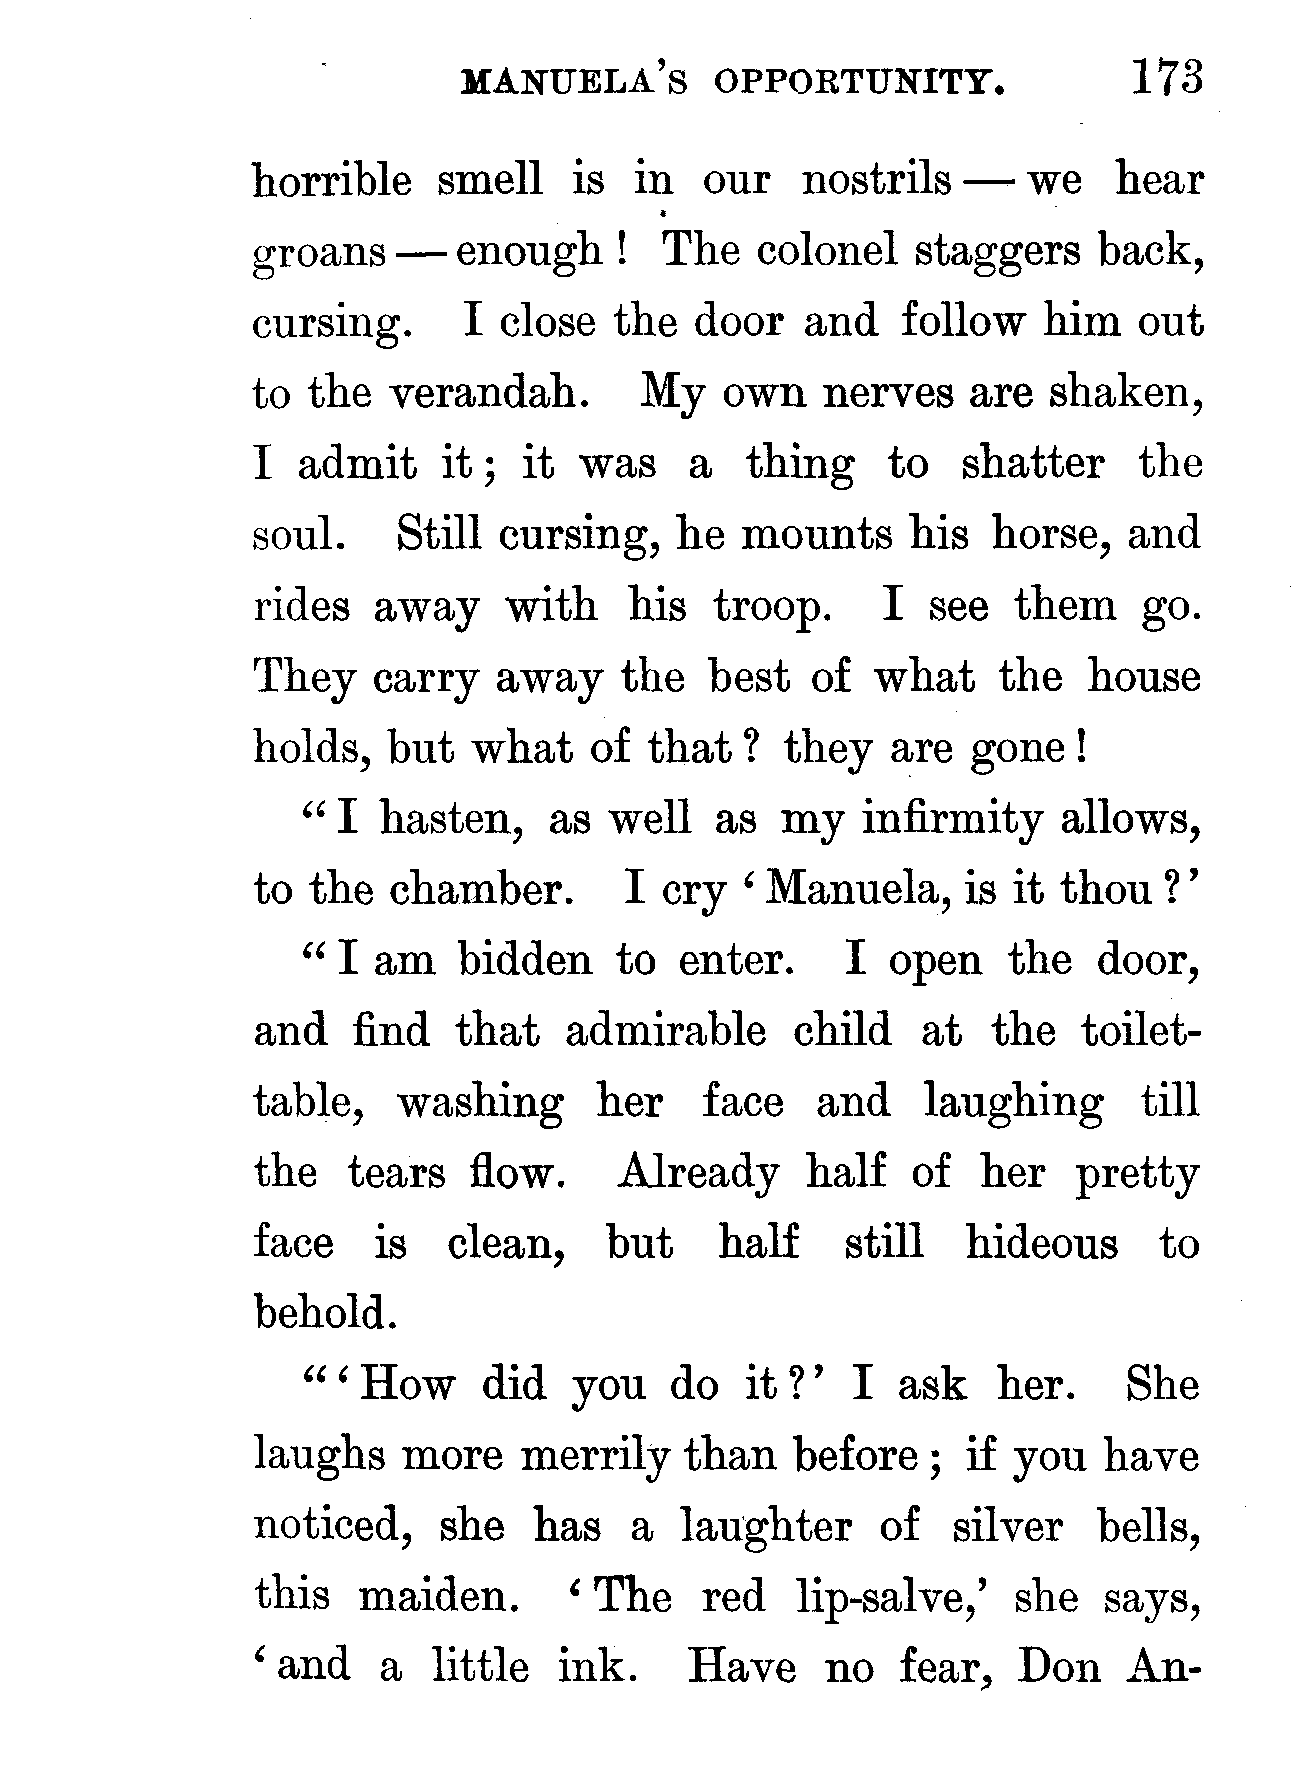 MANUELA'S OPPORTUNITY. 173
horrible smell is in our nostrils — we hear
groans — enough ! The colonel staggers back,
cursing. I close the door and follow him out
to the verandah. My own nerves are shaken,
I admit it ; it was a thing to shatter the
soul. Still cursing, he mounts his horse, and
rides away with his troop. I see them go.
They carry away the best of what the house
holds, but what of that ? they are gone !
“ I hasten, as well as my infirmity allows,
to the chamber. I cry ‘ Manuela, is it thou ? ’
“ I am bidden to enter. I open the door,
and find that admirable child at the toilet-
table, washing her face and laughing till
the tears flow. Already half of her pretty
face is clean, but half still hideous to
behold.
“ ‘ How did you do it ? ’ I ask her. She
laughs more merrily than before ; if you have
noticed, she has a laughter of silver bells,
this maiden. ‘ The red lip-salve,’ she says,
‘ and a little ink. Have no fear, Don An-